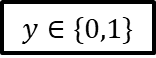 y ∈ {0,1}